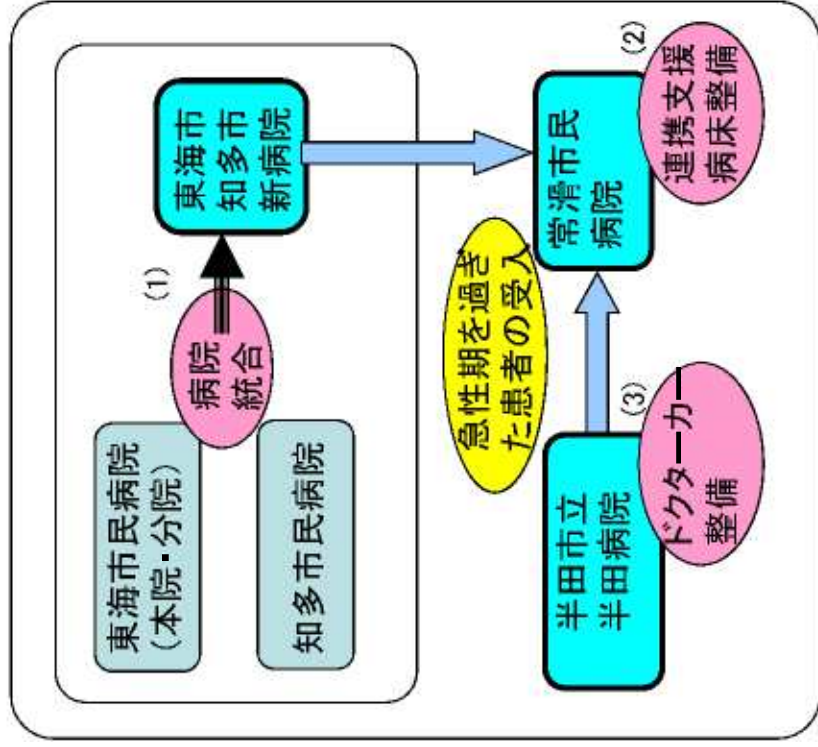 東海市民病院
(本院・分院)
知多市民病院
病院
統合
(1)
東海市
知多市
新病院
半田市立
半田病院
(3)
ドクターカー
整備
急性期を過ぎ
た患者の受入
常滑市民
病院
(2)
連携支援
病床整備